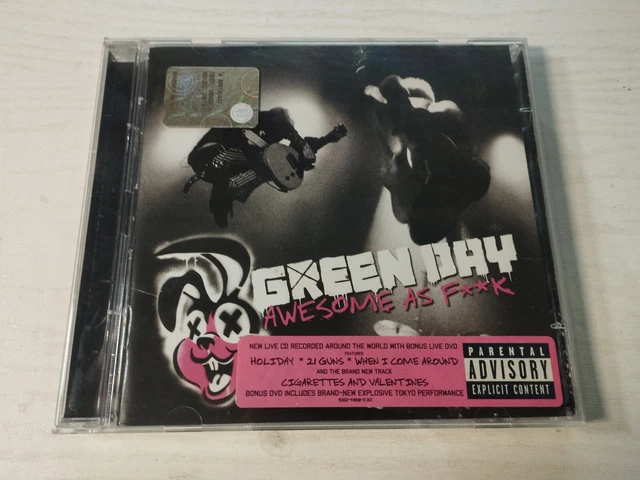 GREEN DAY
AWESOME AS F**K
NEW LIVE CD RECORDED AROUND THE WORLD WITH BONUS LIVE DVD
FEATURES
HOLIDAY * 21 GUNS * WHEN I COME AROUND
AND THE BRAND NEW TRACK
CIGARETTES AND VALENTINES
BONUS DVD INCLUDES BRAND-NEW EXPLOSIVE TOKYO PERFORMANCE
PARENTAL
ADVISORY
EXPLICIT CONTENT